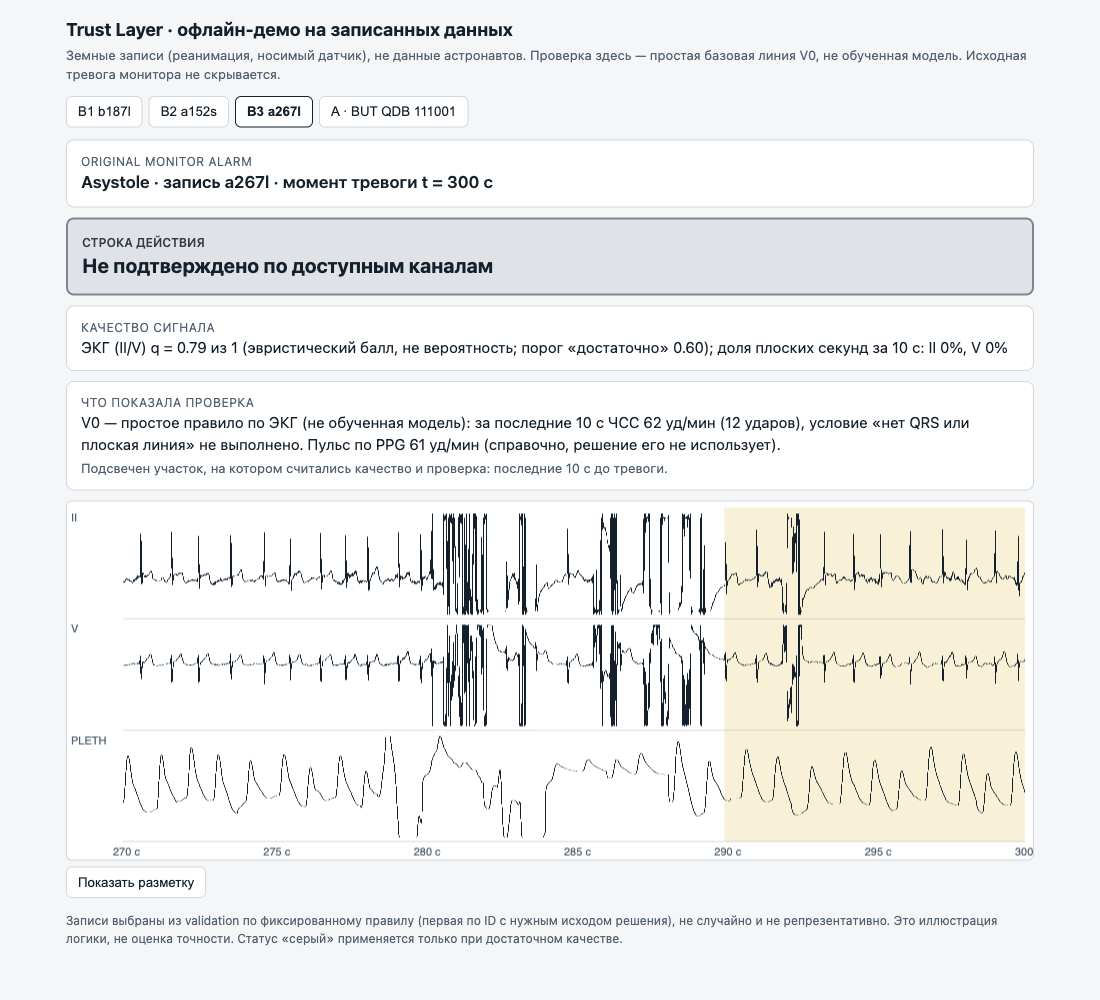 Trust Layer · офлайн-демо на записанных данных
Земные записи (реанимация, носимый датчик), не данные астронавтов. Проверка здесь — простая базовая линия V0, не обученная модель. Исходная
тревога монитора не скрывается.
B1 b187l
B2 a152s
B3 a267l
A · BUT QDB 111001
ORIGINAL MONITOR ALARM
Asystole · запись a267l · момент тревоги t = 300 с
СТРОКА ДЕЙСТВИЯ
Не подтверждено по доступным каналам
КАЧЕСТВО СИГНАЛА
ЭКГ (II/V) q = 0.79 из 1 (эвристический балл, не вероятность; порог «достаточно» 0.60); доля плоских секунд за 10 с: II 0%, V 0%
ЧТО ПОКАЗАЛА ПРОВЕРКА
V0 — простое правило по ЭКГ (не обученная модель): за последние 10 с ЧСС 62 уд/мин (12 ударов), условие «нет QRS или
плоская линия» не выполнено. Пульс по PPG 61 уд/мин (справочно, решение его не использует).
Подсвечен участок, на котором считались качество и проверка: последние 10 с до тревоги.
II
V
PLETH
270 с
275 с
280 с
285 с
290 с
295 с
300
Показать разметку
Записи выбраны из validation по фиксированному правилу (первая по ID с нужным исходом решения), не случайно и не репрезентативно. Это иллюстрация
логики, не оценка точности. Статус «серый» применяется только при достаточном качестве.